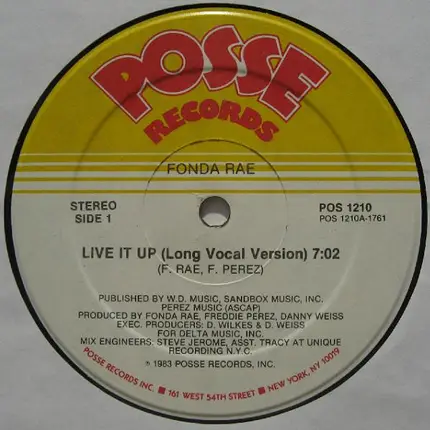 POSSE
RECORDS
FONDA RAE
STEREO
SIDE 1
POS 1210
POS 1210A-1761
LIVE IT UP (Long Vocal Version) 7:02
(F. RAE, F. PEREZ)
PUBLISHED BY W.D. MUSIC, SANDBOX MUSIC, INC.
PEREZ MUSIC (ASCAP)
PRODUCED BY FONDA RAE, FREDDIE PEREZ, DANNY WEISS
EXEC. PRODUCERS: D. WILKES & D. WEISS
FOR DELTA MUSIC, INC.
MIX ENGINEERS: STEVE JEROME, ASST. TRACY AT UNIQUE
RECORDING N.Y.C.
℗ 1983 POSSE RECORDS, INC.
POSSE RECORDS INC. ■ 161 WEST 54TH STREET ■ NEW YORK, NY 10019